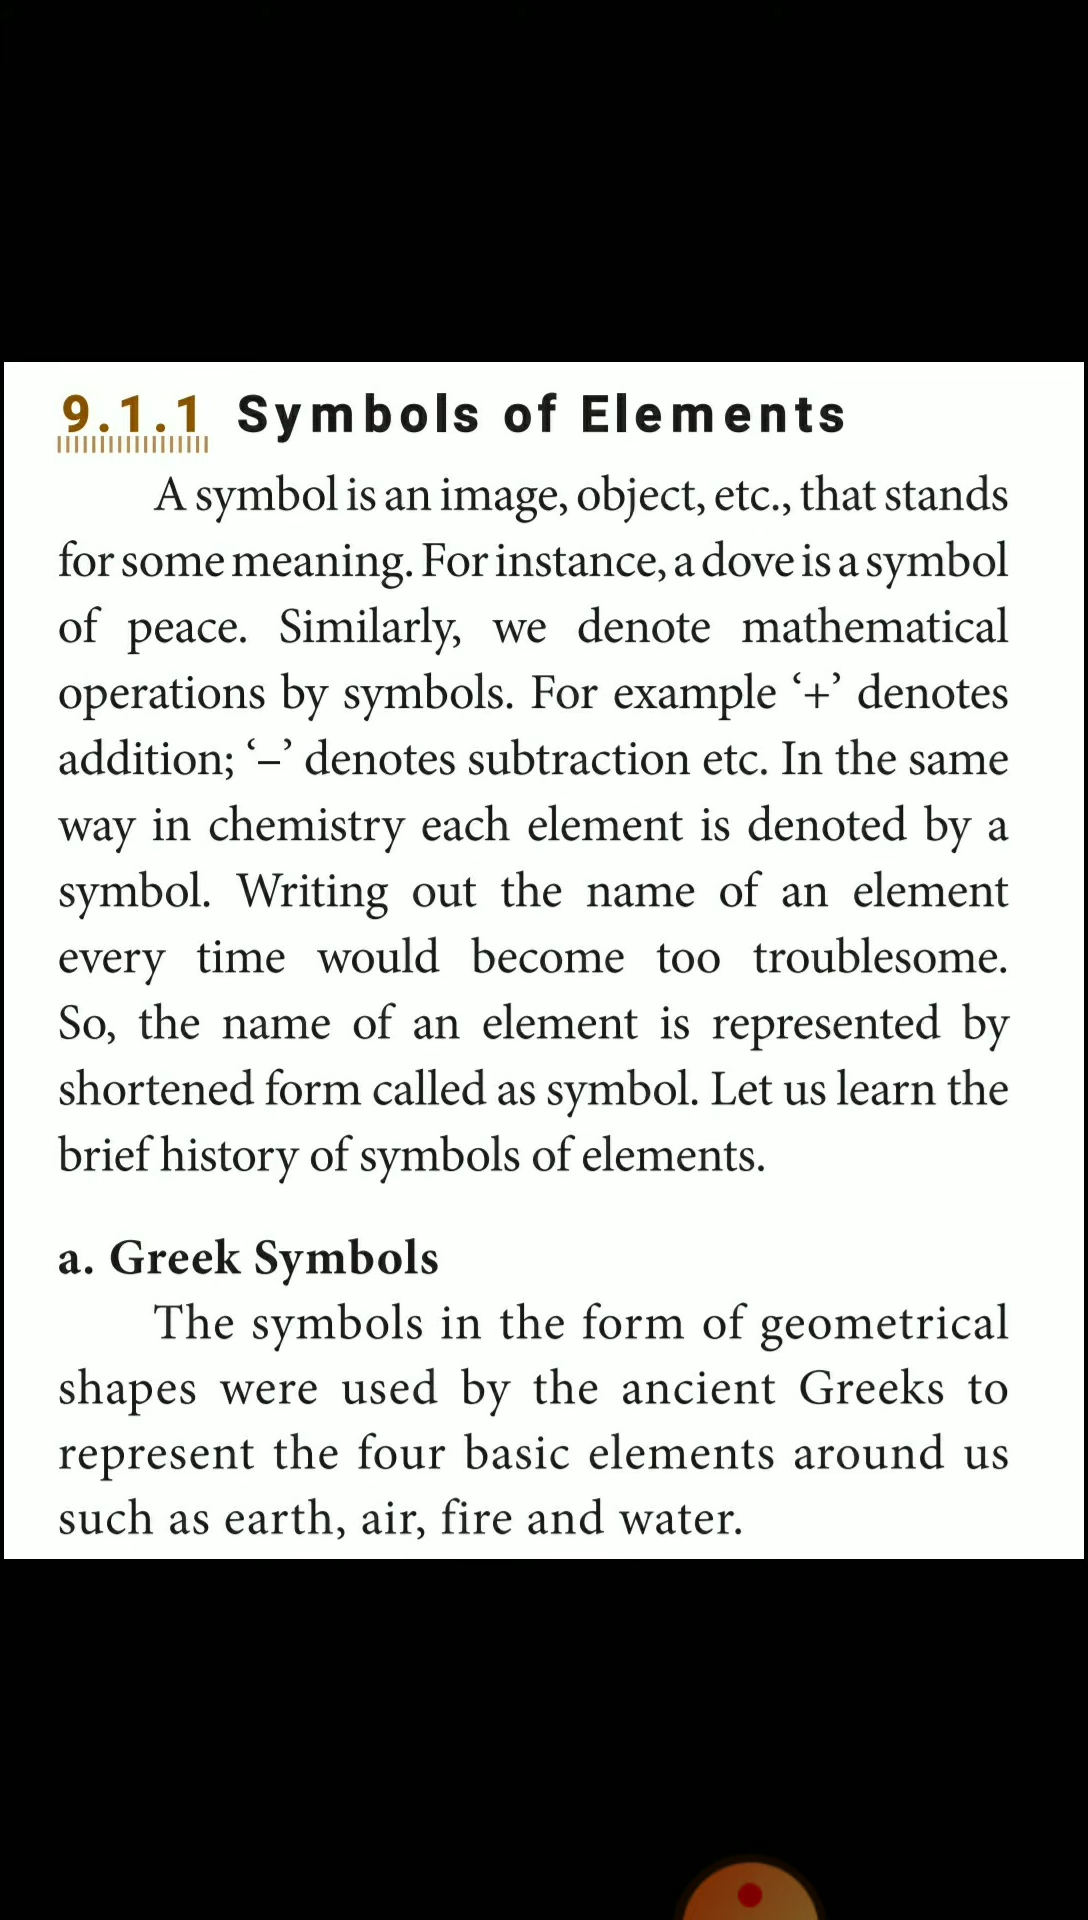 9.1.1 Symbols of Elements
A symbol is an image, object, etc., that stands
for some meaning. For instance, a dove is a symbol
of peace. Similarly, we denote mathematical
operations by symbols. For example ‘+’ denotes
addition; ‘–’ denotes subtraction etc. In the same
way in chemistry each element is denoted by a
symbol. Writing out the name of an element
every time would become too troublesome.
So, the name of an element is represented by
shortened form called as symbol. Let us learn the
brief history of symbols of elements.
a. Greek Symbols
The symbols in the form of geometrical
shapes were used by the ancient Greeks to
represent the four basic elements around us
such as earth, air, fire and water.